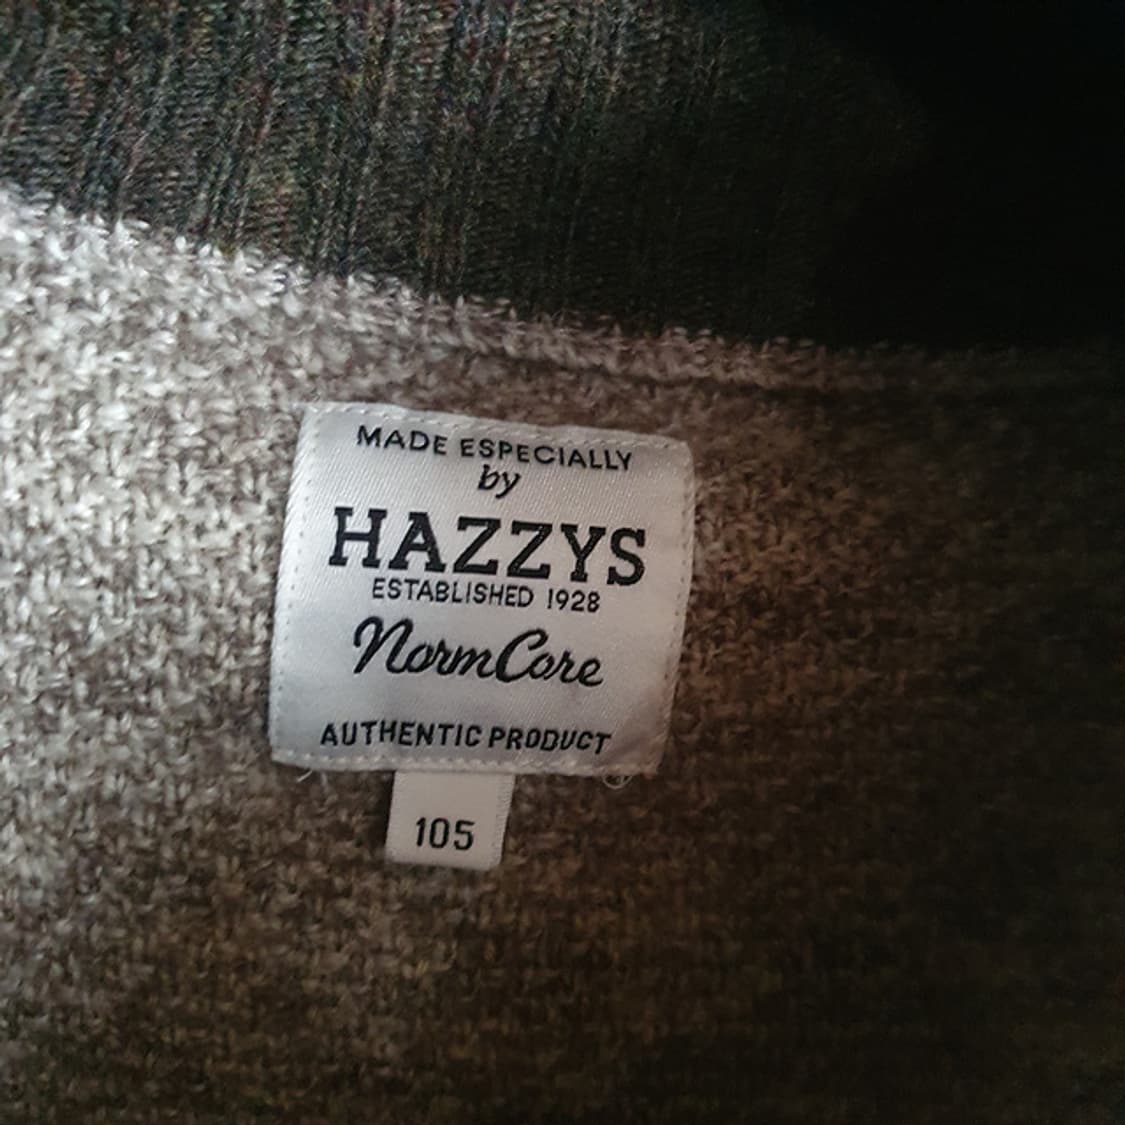 MADE ESPECIALLY
by
HAZZYS
ESTABLISHED 1928
NormCore
AUTHENTIC PRODUCT
105